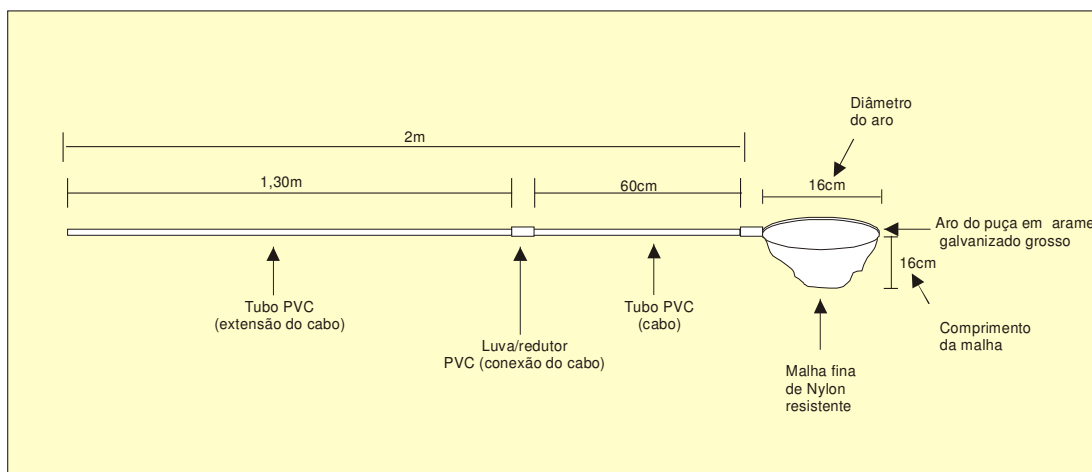 Diâmetro
do aro
2m
1,30m
60cm
16cm
Aro do puça em arame
galvanizado grosso
16cm
Tubo PVC
(extensão do cabo)
Tubo PVC
(cabo)
Luva/redutor
PVC (conexão do cabo)
Comprimento
da malha
Malha fina
de Nylon
resistente